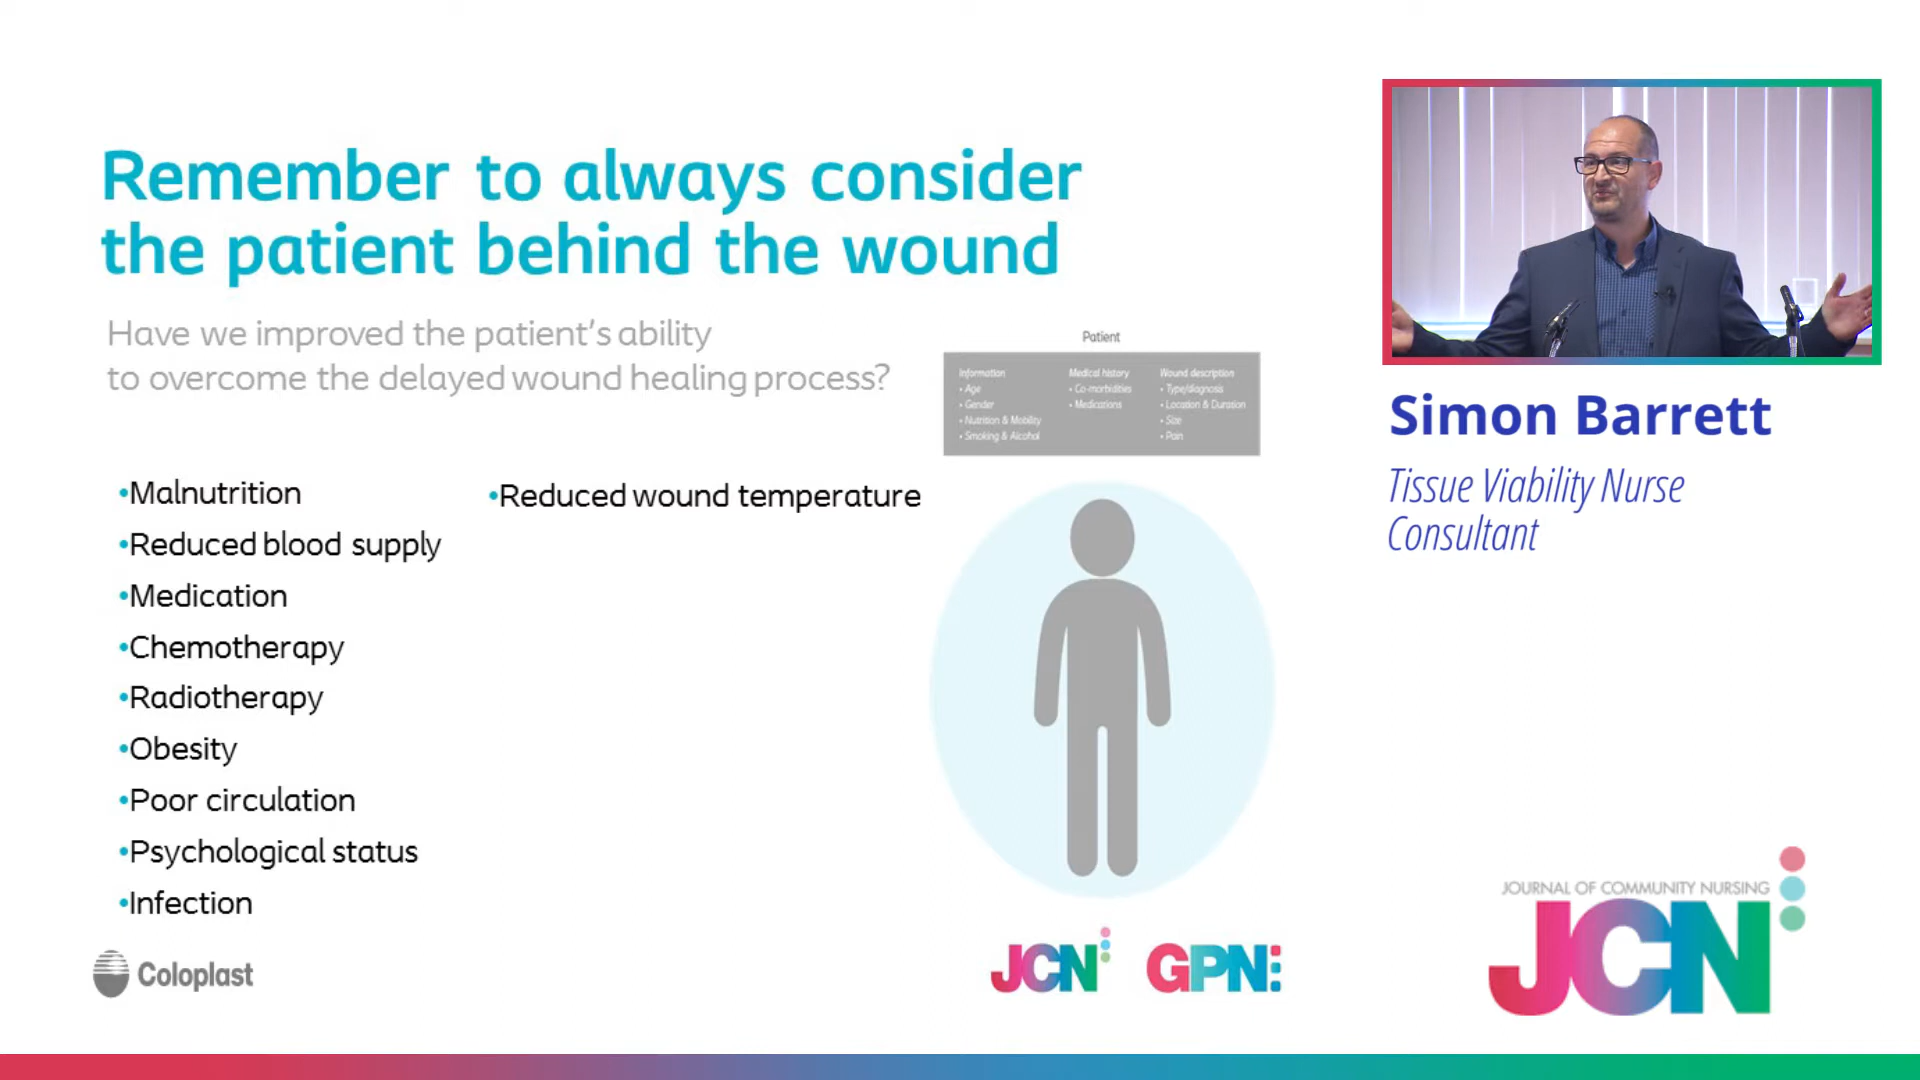 Remember to always consider
the patient behind the wound
Have we improved the patient's ability
to overcome the delayed wound healing process?
•Malnutrition
•Reduced blood supply
•Medication
•Chemotherapy
•Radiotherapy
•Obesity
•Poor circulation
•Psychological status
•Infection
•Reduced wound temperature
Patient
Information
• Age
• Gender
• Nutrition & Mobility
• Smoking & Alcohol
Medical history
• Co-morbidities
• Medications
Wound description
• Type/diagnosis
• Location & Duration
• Size
• Pain
Coloplast
JCN
GPN
Simon Barrett
Tissue Viability Nurse
Consultant
JOURNAL OF COMMUNITY NURSING
JCN